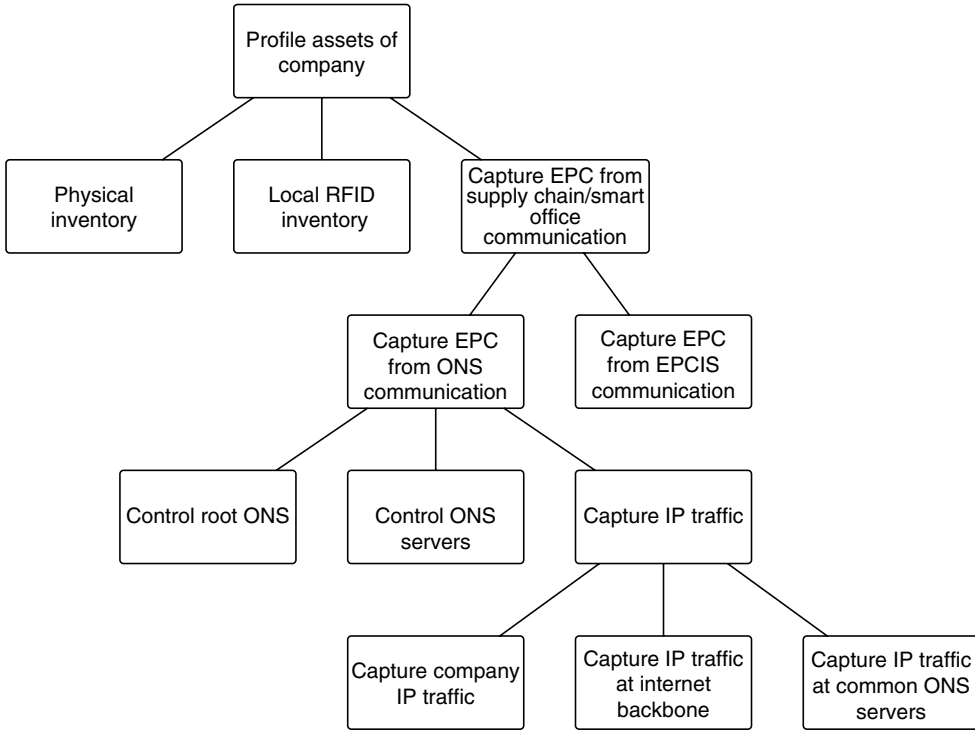 Profile assets of
company
Physical
inventory
Local RFID
inventory
Capture EPC from
supply chain/smart
office
communication
Capture EPC
from ONS
communication
Capture EPC
from EPCIS
communication
Control root ONS
Control ONS
servers
Capture IP traffic
Capture company
IP traffic
Capture IP traffic
at internet
backbone
Capture IP traffic
at common ONS
servers